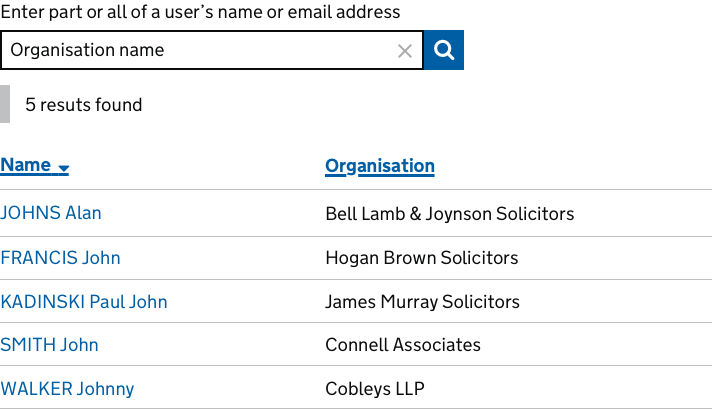 Enter part or all of a user’s name or email address
Organisation name
5 resuts found
Name Organisation
JOHNS Alan Bell Lamb & Joynson Solicitors
FRANCIS John Hogan Brown Solicitors
KADINSKI Paul John James Murray Solicitors
SMITH John Connell Associates
WALKER Johnny Cobleys LLP